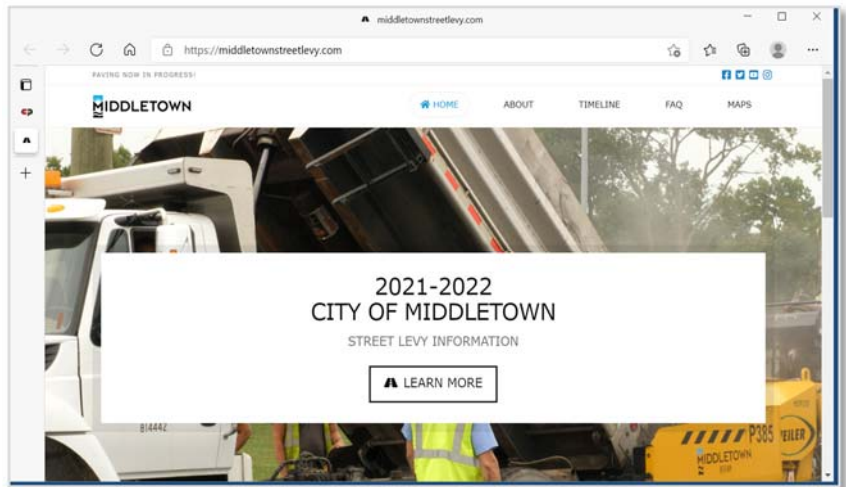 middletownstreetlevy.com
https://middletownstreetlevy.com
PAVING NOW IN PROGRESS!
MIDDLETOWN
HOME ABOUT TIMELINE FAQ MAPS
2021-2022
CITY OF MIDDLETOWN
STREET LEVY INFORMATION
LEARN MORE
814442
P385
MIDDLETOWN